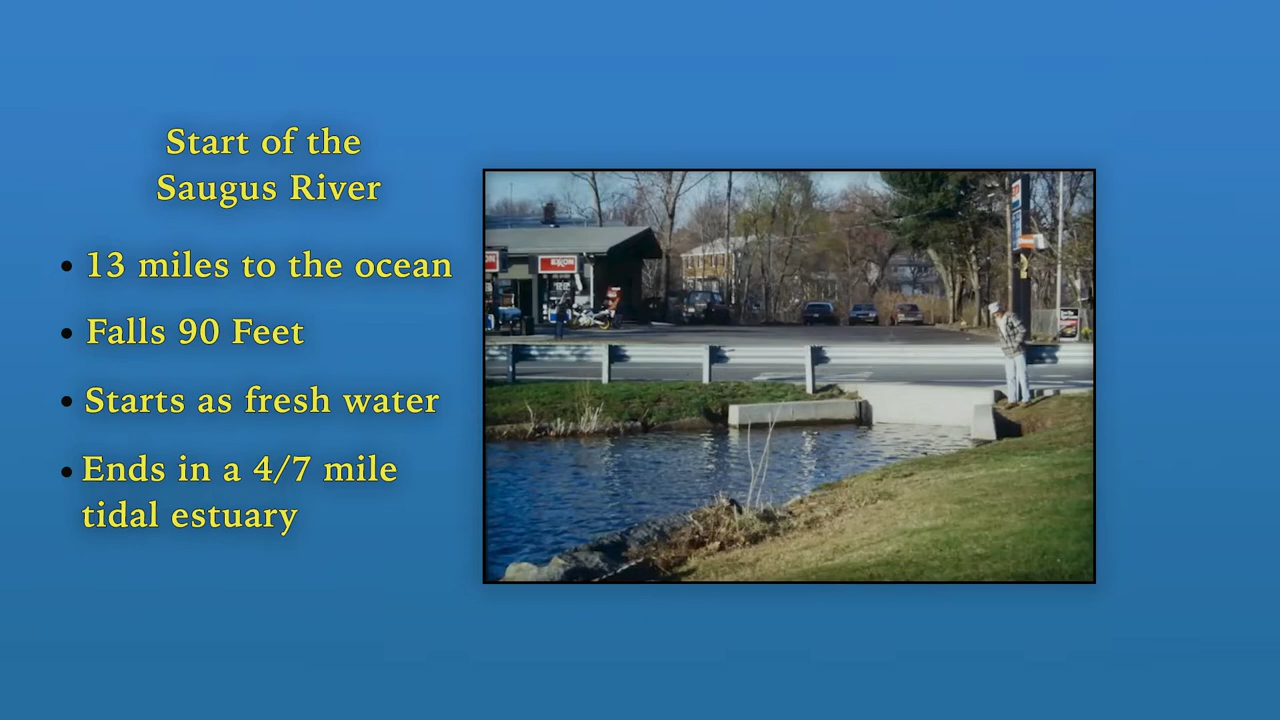 Start of the
Saugus River
• 13 miles to the ocean
• Falls 90 Feet
• Starts as fresh water
• Ends in a 4/7 mile
tidal estuary
EXXON